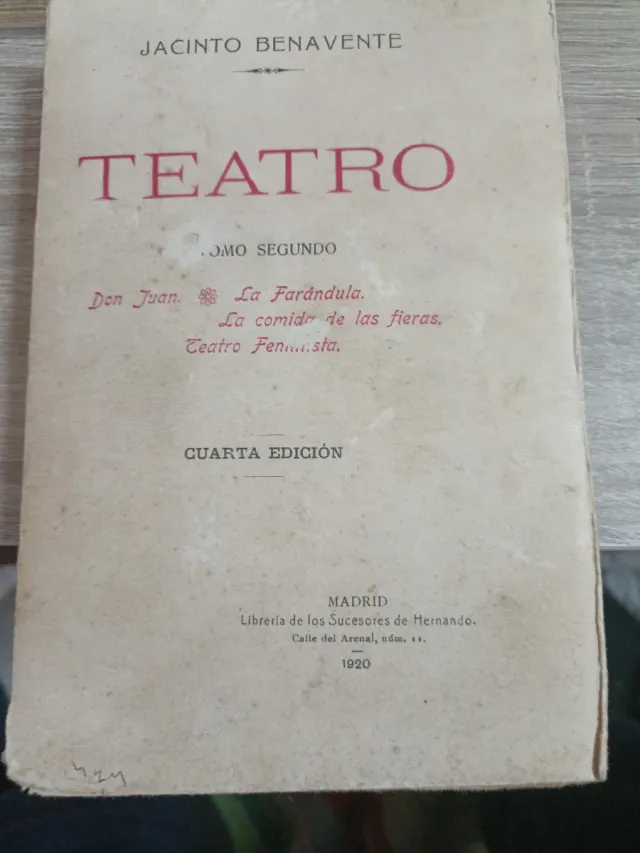 JACINTO BENAVENTE
TEATRO
TOMO SEGUNDO
Don Juan. La Farándula.
La comida de las fieras.
Teatro Feminista.
CUARTA EDICIÓN
MADRID
Librería de los Sucesores de Hernando.
Calle del Arenal, núm. 11.
1920